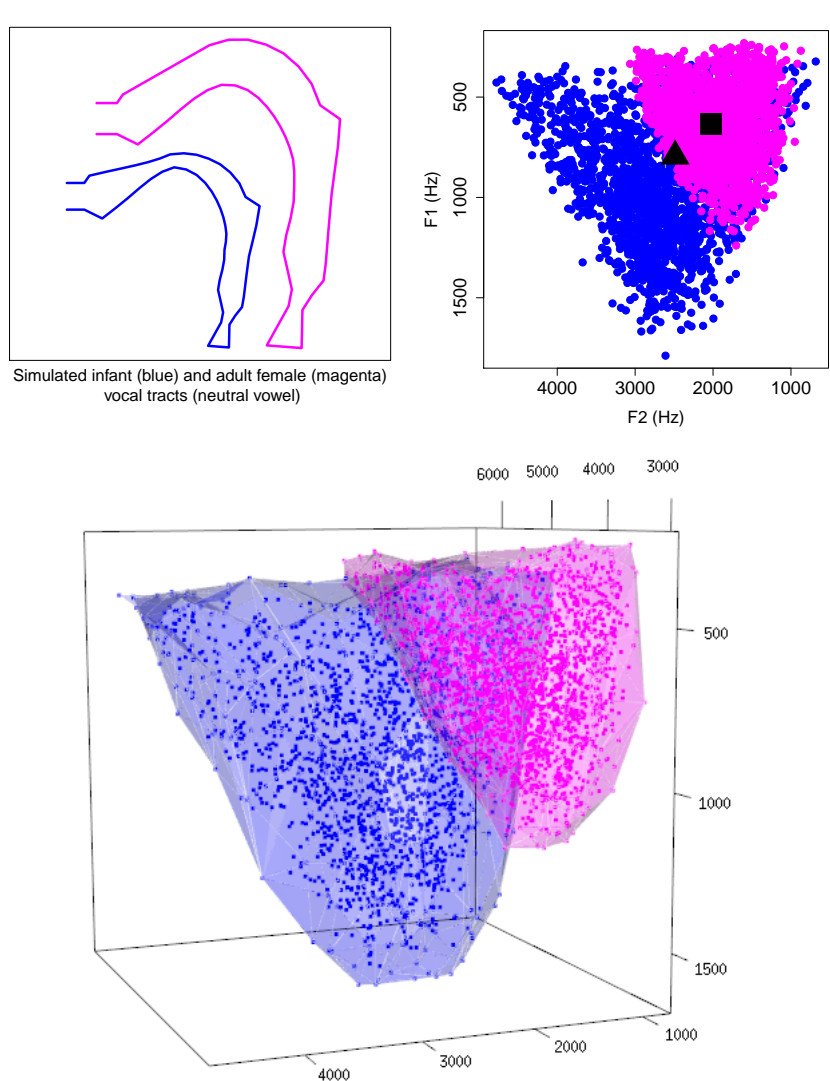 Simulated infant (blue) and adult female (magenta)
vocal tracts (neutral vowel)
500
1000
1500
F1 (Hz)
4000 3000 2000 1000
F2 (Hz)
6000 5000 4000 3000
500
1000
1500
4000 3000 2000 1000